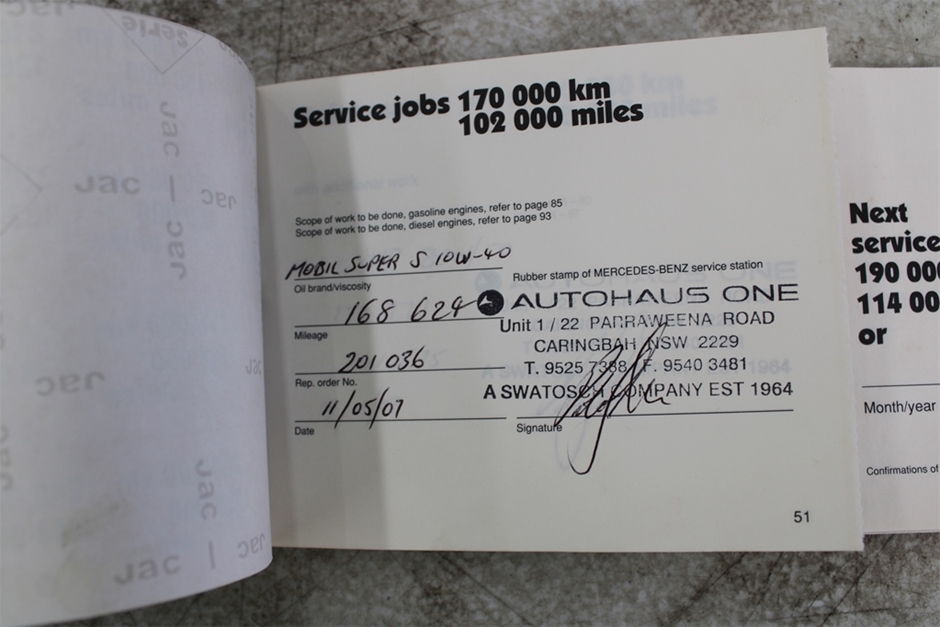 Service jobs 170 000 km
102 000 miles
Scope of work to be done, gasoline engines, refer to page 85
Scope of work to be done, diesel engines, refer to page 93
MOBIL SUPER S 10W-40
Oil brand/viscosity
168 624
Mileage
201 036
Rep. order No.
11/05/07
Date
Rubber stamp of MERCEDES-BENZ service station
AUTOHAUS ONE
Unit 1 / 22 PARRAWEENA ROAD
CARINGBAH NSW 2229
T. 9525 7388 F. 9540 3481
A SWATOSCH COMPANY EST 1964
Signature
51
Next
service
190 000
114 00
or
Month/year
Confirmations of
Jac
Jac
Jac
Jac
Jac
Jac
Jac
Jac